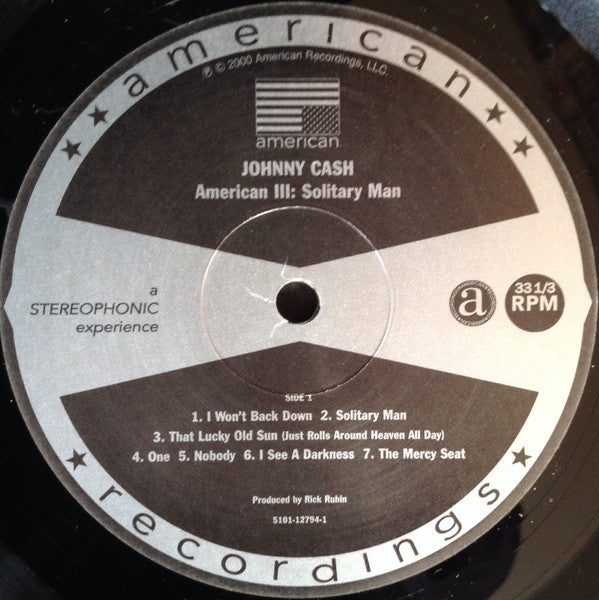 american
℗ © 2000 American Recordings, LLC.
american
JOHNNY CASH
American III: Solitary Man
a
STEREOPHONIC
experience
a
33 1/3
RPM
SIDE 1
1. I Won't Back Down 2. Solitary Man
3. That Lucky Old Sun (Just Rolls Around Heaven All Day)
4. One 5. Nobody 6. I See A Darkness 7. The Mercy Seat
Produced by Rick Rubin
5101-12794-1
recordings